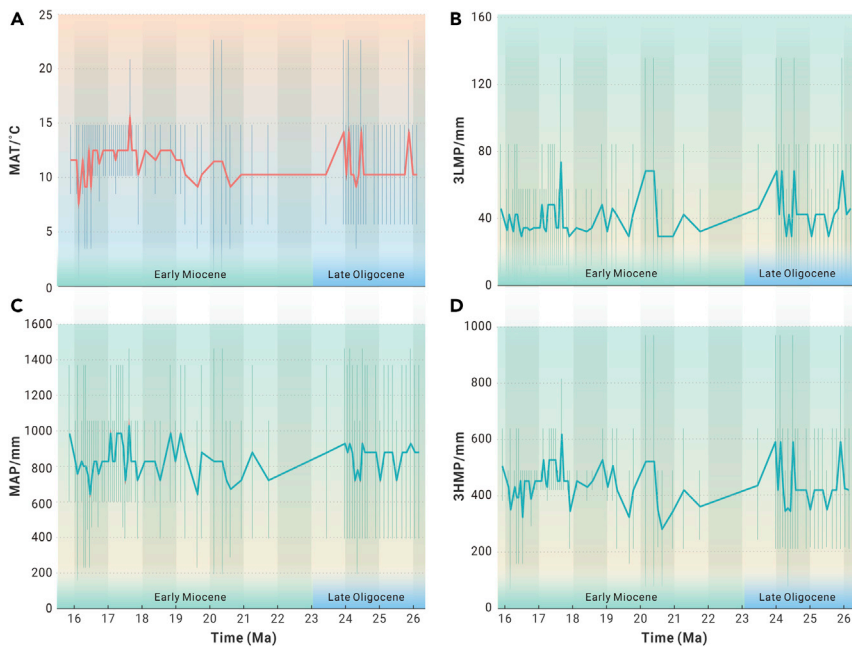 A
MAT/°C
25
20
15
10
5
0
Early Miocene
Late Oligocene
B
3LMP/mm
160
120
80
40
0
Early Miocene
Late Oligocene
C
MAP/mm
1600
1400
1200
1000
800
600
400
200
0
Early Miocene
Late Oligocene
16 17 18 19 20 21 22 23 24 25 26
Time (Ma)
D
3HMP/mm
1000
800
600
400
200
0
Early Miocene
Late Oligocene
16 17 18 19 20 21 22 23 24 25 26
Time (Ma)